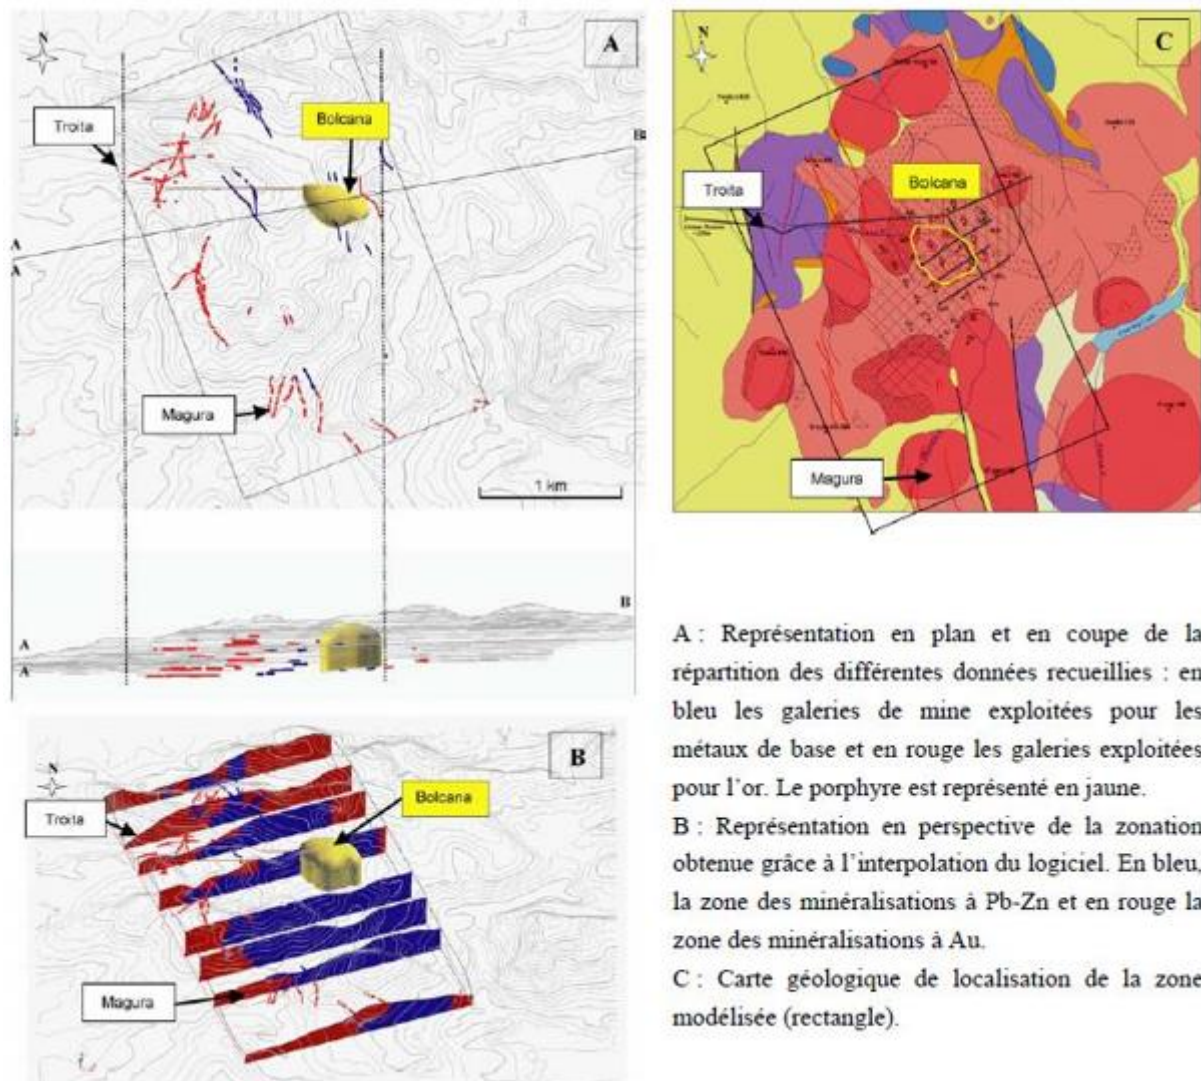 N
A
Troita
Bolcana
B
A
A
Magura
1 km
B
A
A
N
B
Bolcana
Troita
Magura
N
C
Bolcana
Troita
Magura
A : Représentation en plan et en coupe de la
répartition des différentes données recueillies : en
bleu les galeries de mine exploitées pour les
métaux de base et en rouge les galeries exploitées
pour l’or. Le porphyre est représenté en jaune.
B : Représentation en perspective de la zonation
obtenue grâce à l’interpolation du logiciel. En bleu,
la zone des minéralisations à Pb-Zn et en rouge la
zone des minéralisations à Au.
C : Carte géologique de localisation de la zone
modélisée (rectangle).